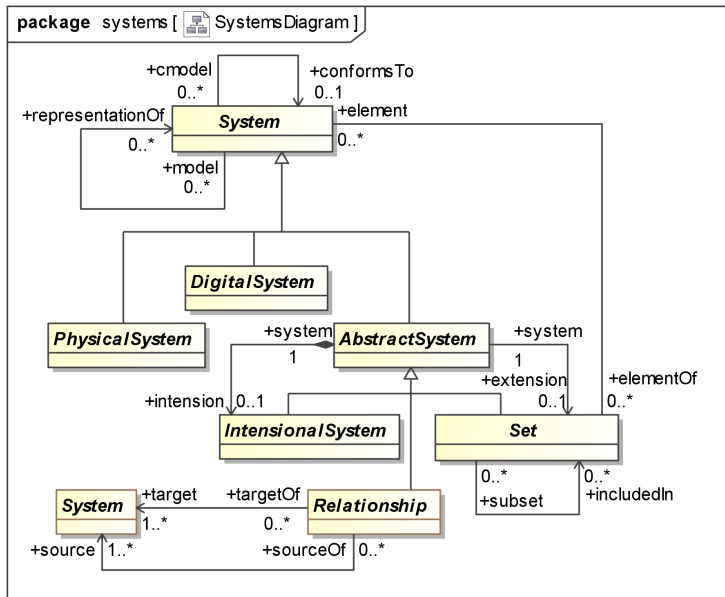 package systems [ SystemsDiagram ]
+cmodel
+conformsTo
0..*
0..1
+representationOf
System
+element
0..*
0..*
+model
0..*
DigitalSystem
PhysicalSystem
+system
AbstractSystem
+system
1
1
+extension
+elementOf
+intension
0..1
0..1
0..*
IntensionalSystem
Set
0..*
0..*
+subset
+includedIn
System
+target
+targetOf
Relationship
1..*
0..*
+source
1..*
+sourceOf
0..*